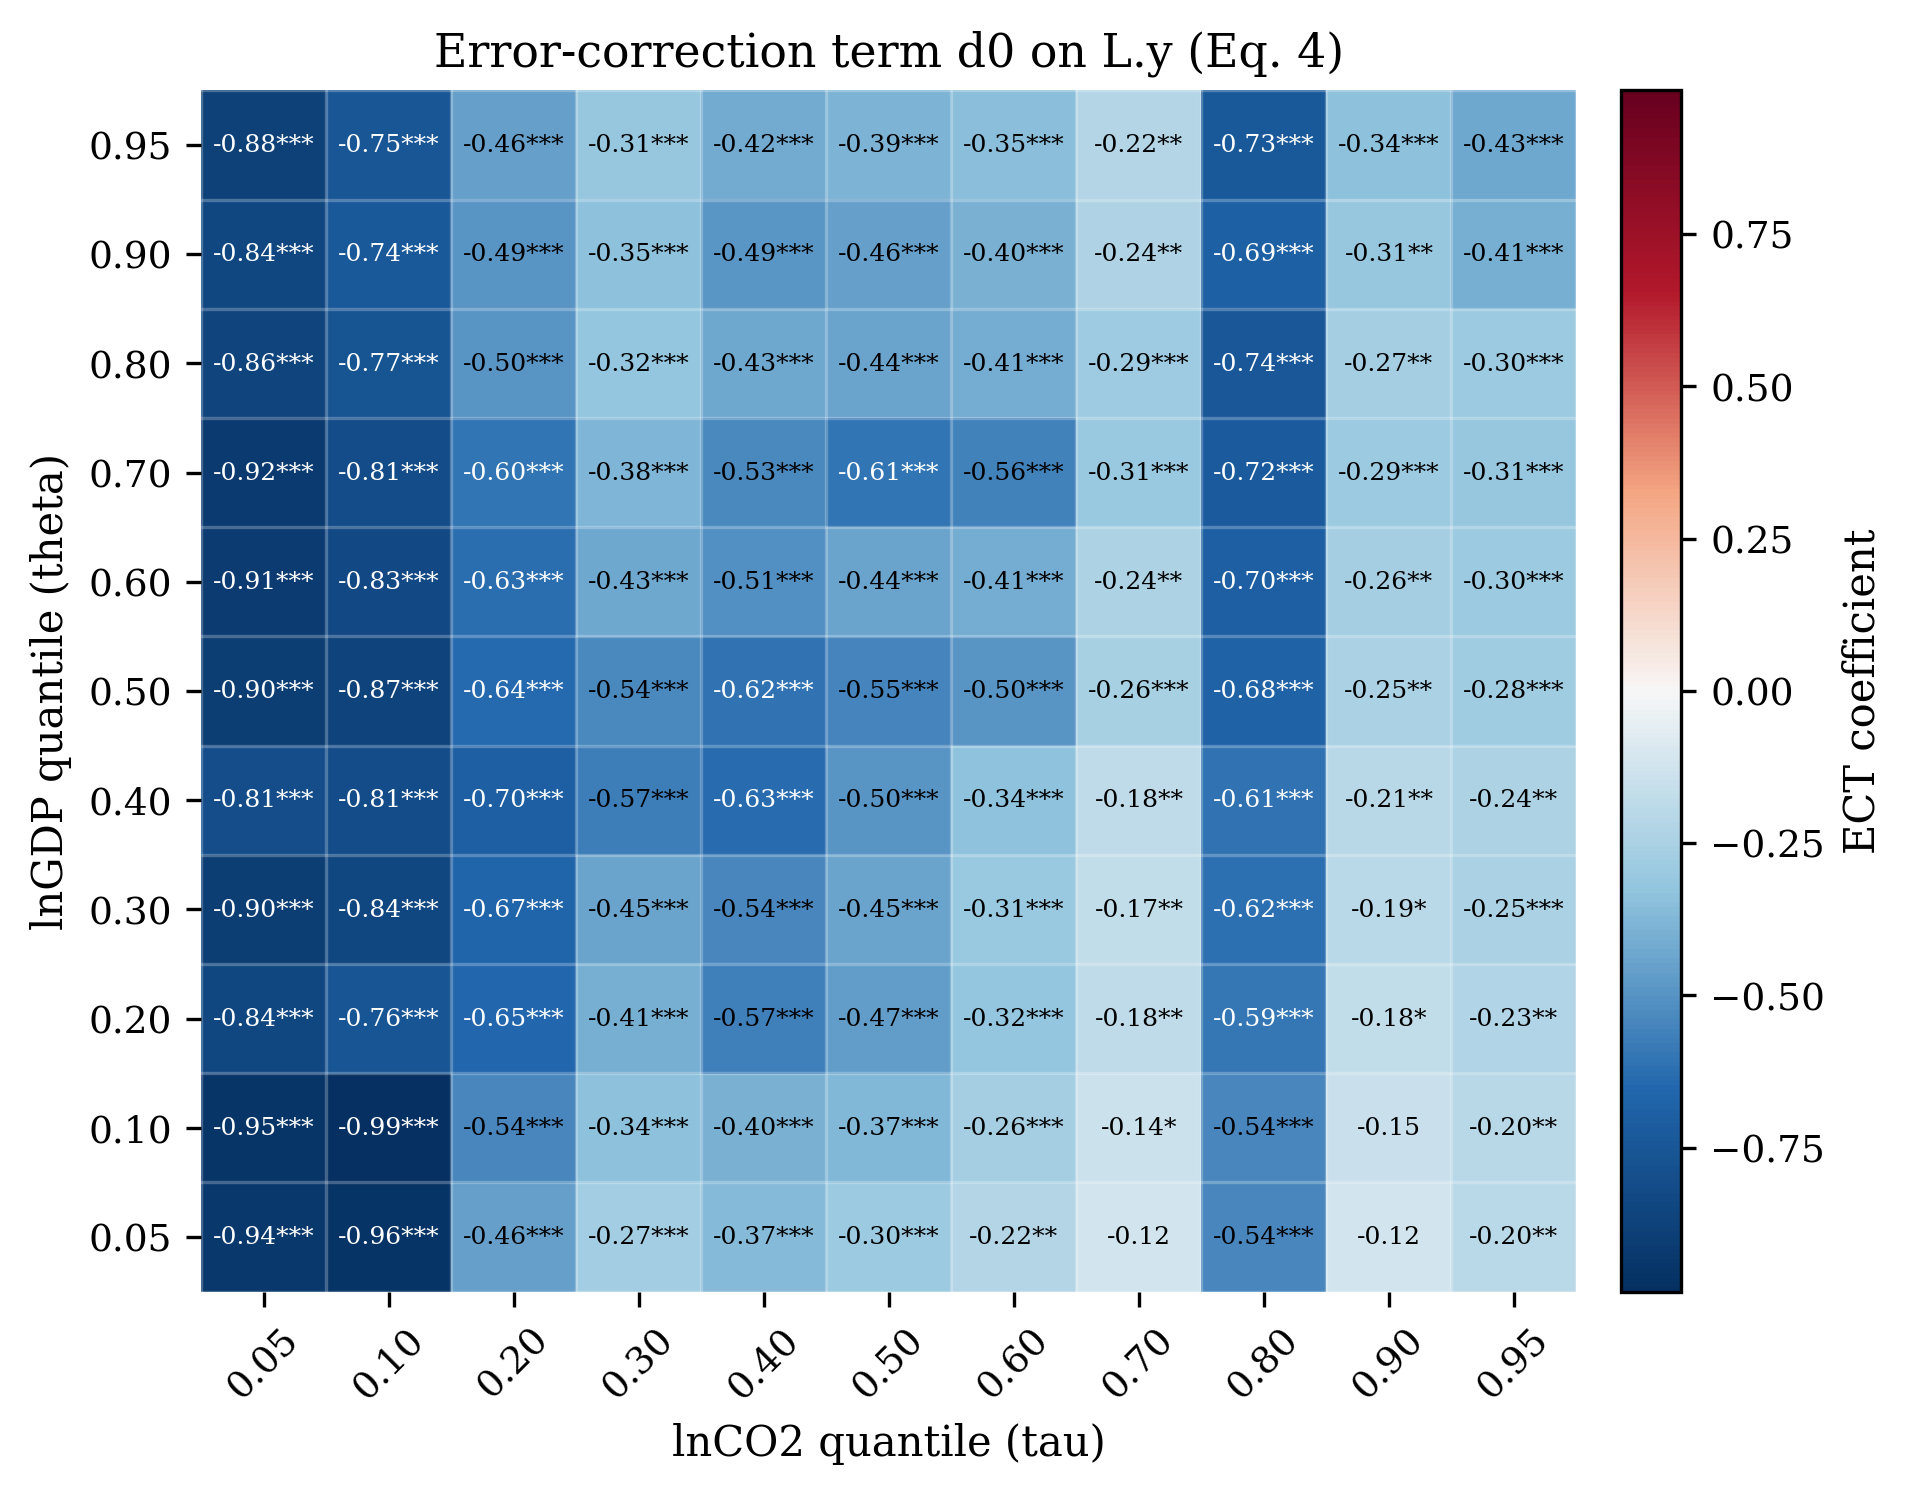 Error-correction term d0 on L.y (Eq. 4)
lnGDP quantile (theta)
0.95 -0.88*** -0.75*** -0.46*** -0.31*** -0.42*** -0.39*** -0.35*** -0.22** -0.73*** -0.34*** -0.43***
0.90 -0.84*** -0.74*** -0.49*** -0.35*** -0.49*** -0.46*** -0.40*** -0.24** -0.69*** -0.31** -0.41***
0.80 -0.86*** -0.77*** -0.50*** -0.32*** -0.43*** -0.44*** -0.41*** -0.29*** -0.74*** -0.27** -0.30***
0.70 -0.92*** -0.81*** -0.60*** -0.38*** -0.53*** -0.61*** -0.56*** -0.31*** -0.72*** -0.29*** -0.31***
0.60 -0.91*** -0.83*** -0.63*** -0.43*** -0.51*** -0.44*** -0.41*** -0.24** -0.70*** -0.26** -0.30***
0.50 -0.90*** -0.87*** -0.64*** -0.54*** -0.62*** -0.55*** -0.50*** -0.26*** -0.68*** -0.25** -0.28***
0.40 -0.81*** -0.81*** -0.70*** -0.57*** -0.63*** -0.50*** -0.34*** -0.18** -0.61*** -0.21** -0.24**
0.30 -0.90*** -0.84*** -0.67*** -0.45*** -0.54*** -0.45*** -0.31*** -0.17** -0.62*** -0.19* -0.25***
0.20 -0.84*** -0.76*** -0.65*** -0.41*** -0.57*** -0.47*** -0.32*** -0.18** -0.59*** -0.18* -0.23**
0.10 -0.95*** -0.99*** -0.54*** -0.34*** -0.40*** -0.37*** -0.26*** -0.14* -0.54*** -0.15 -0.20**
0.05 -0.94*** -0.96*** -0.46*** -0.27*** -0.37*** -0.30*** -0.22** -0.12 -0.54*** -0.12 -0.20**
0.05 0.10 0.20 0.30 0.40 0.50 0.60 0.70 0.80 0.90 0.95
lnCO2 quantile (tau)
0.75
0.50
0.25
0.00
−0.25
−0.50
−0.75
ECT coefficient